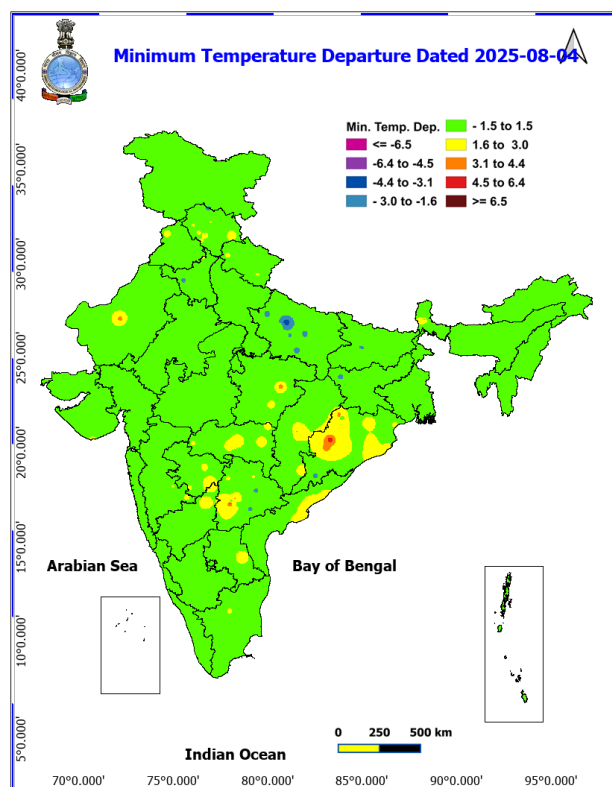 Minimum Temperature Departure Dated 2025-08-04
Min. Temp. Dep.
<= -6.5
-6.4 to -4.5
-4.4 to -3.1
- 3.0 to -1.6
- 1.5 to 1.5
1.6 to 3.0
3.1 to 4.4
4.5 to 6.4
>= 6.5
40°0.000'
35°0.000'
30°0.000'
25°0.000'
20°0.000'
15°0.000'
10°0.000'
5°0.000'
Arabian Sea
Bay of Bengal
Indian Ocean
0 250 500 km
70°0.000' 75°0.000' 80°0.000' 85°0.000' 90°0.000' 95°0.000'